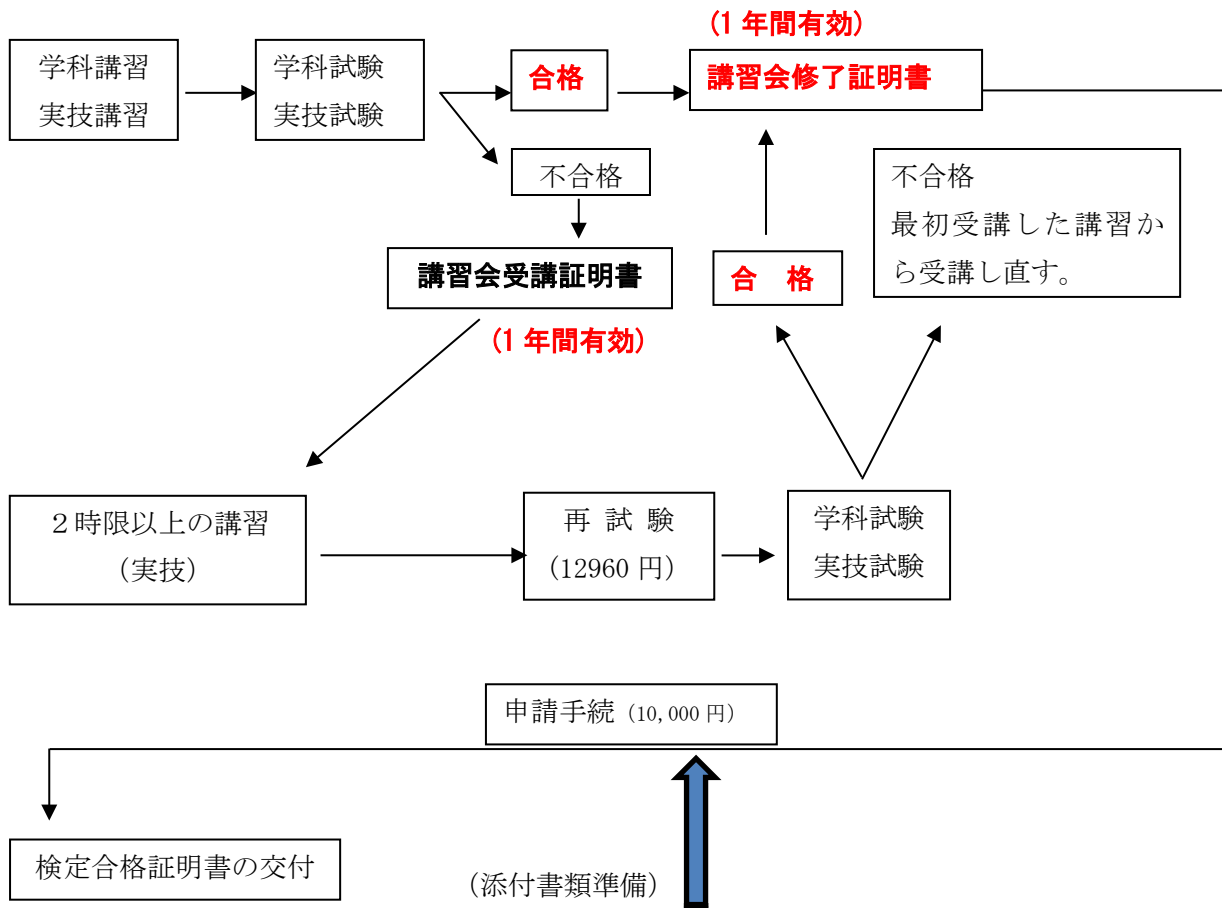 (1年間有効)
学科講習
実技講習
学科試験
実技試験
合格
講習会修了証明書
不合格
不合格
最初受講した講習か
ら受講し直す。
講習会受講証明書
合　格
(1年間有効)
２時限以上の講習
（実技）
再 試 験
（12960 円）
学科試験
実技試験
申請手続（10,000 円）
検定合格証明書の交付
（添付書類準備）